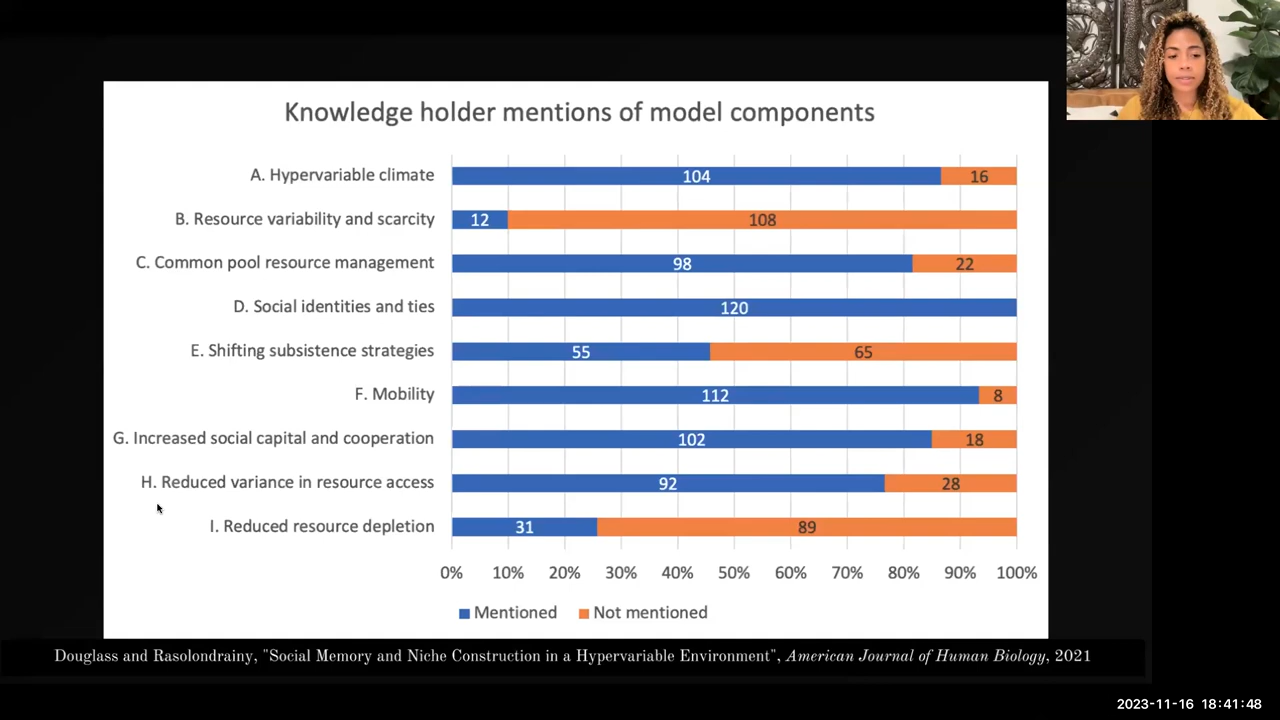 Knowledge holder mentions of model components
A. Hypervariable climate 104 16
B. Resource variability and scarcity 12 108
C. Common pool resource management 98 22
D. Social identities and ties 120
E. Shifting subsistence strategies 55 65
F. Mobility 112 8
G. Increased social capital and cooperation 102 18
H. Reduced variance in resource access 92 28
I. Reduced resource depletion 31 89
0% 10% 20% 30% 40% 50% 60% 70% 80% 90% 100%
Mentioned Not mentioned
Douglass and Rasolondrainy, "Social Memory and Niche Construction in a Hypervariable Environment", American Journal of Human Biology, 2021
2023-11-16 18:41:48